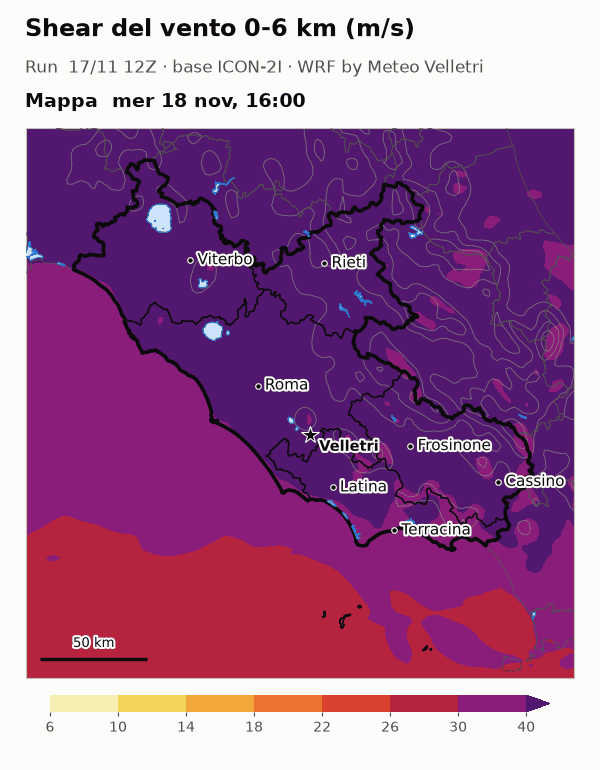 Shear del vento 0-6 km (m/s)
Run  17/11 12Z · base ICON-2I · WRF by Meteo Velletri
Mappa  mer 18 nov, 16:00
Viterbo
Rieti
Roma
Velletri
Frosinone
Cassino
Latina
Terracina
50 km
6 10 14 18 22 26 30 40